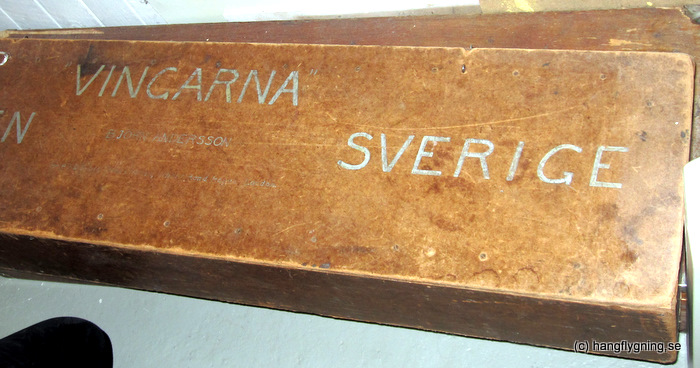 VINGARNA"
EN
BJÖRN ANDERSSON
SVERIGE
(c) hangflygning.se